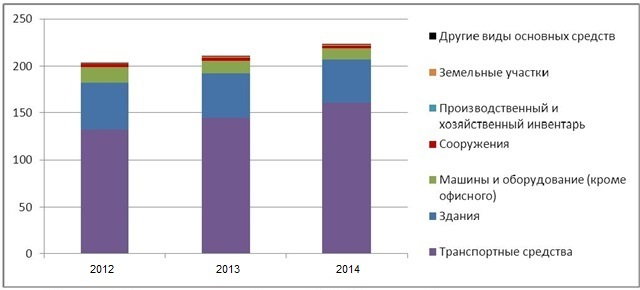 250
200
150
100
50
0
2012
2013
2014
Другие виды основных средств
Земельные участки
Производственный и
хозяйственный инвентарь
Сооружения
Машины и оборудование (кроме
офисного)
Здания
Транспортные средства